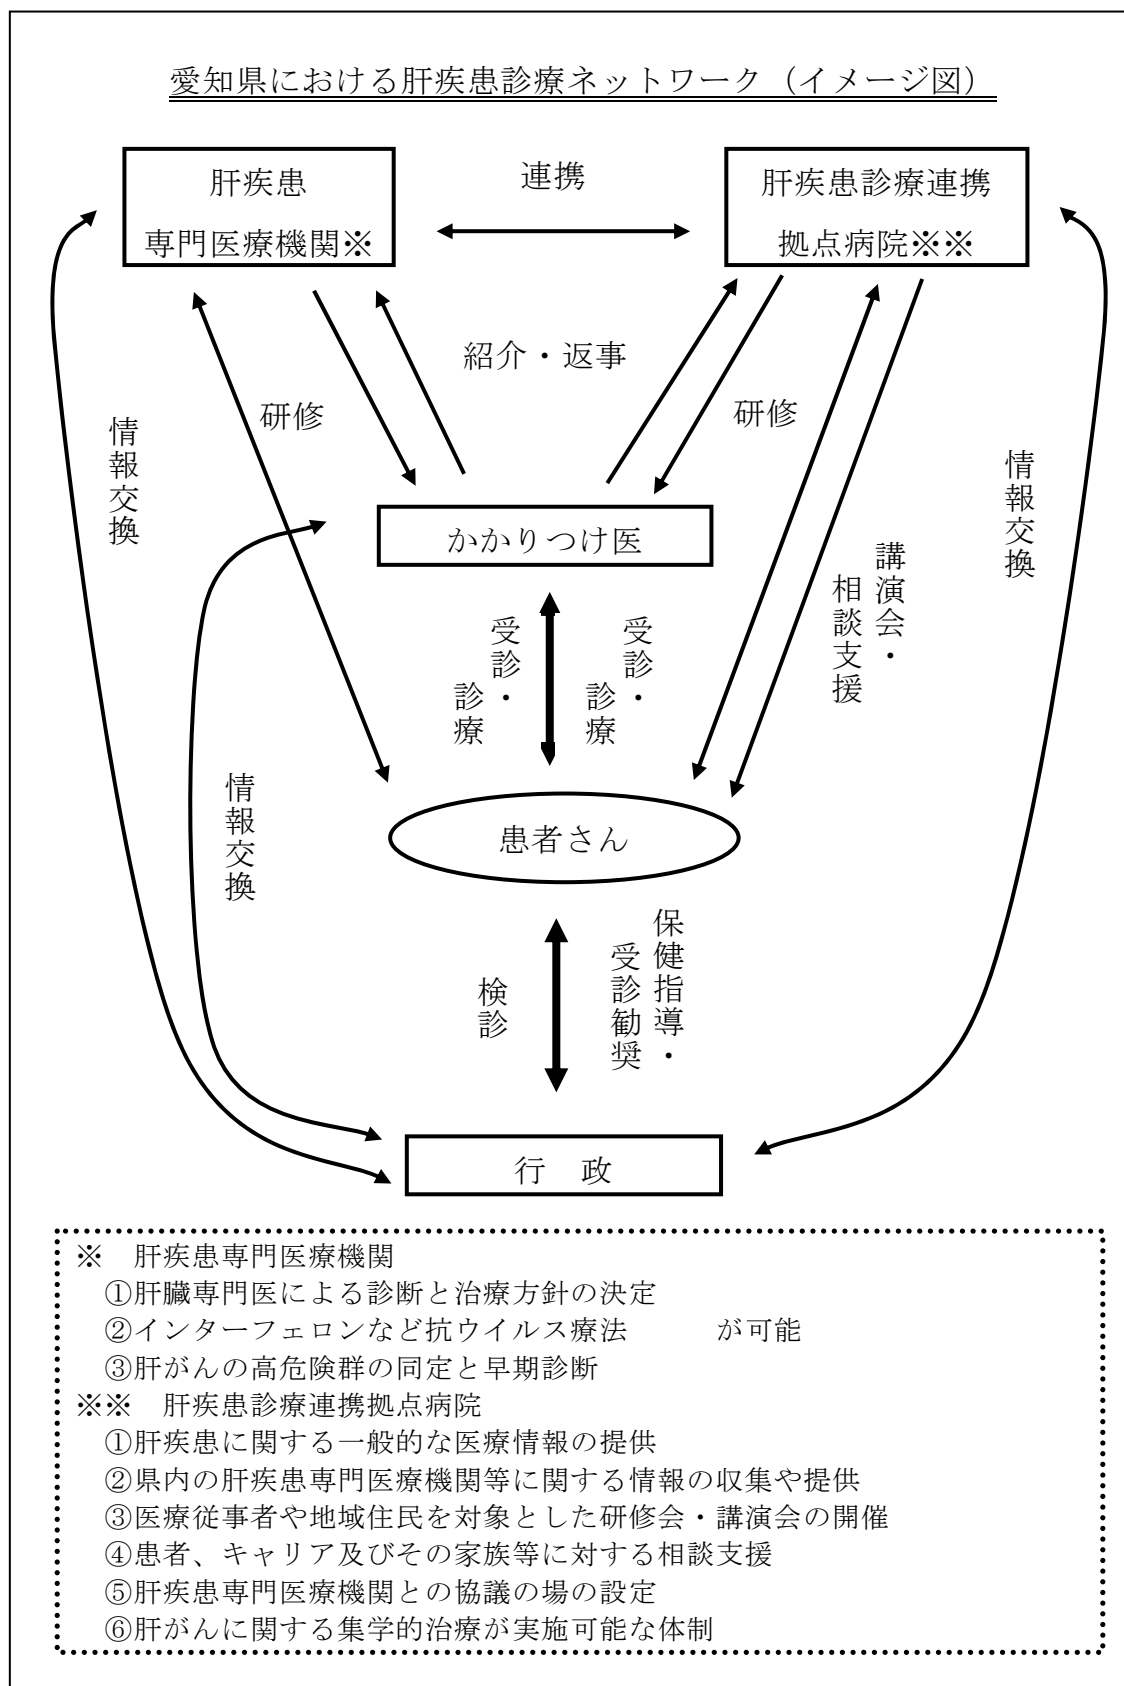 愛知県における肝疾患診療ネットワーク（イメージ図）
肝疾患
専門医療機関※
連携
肝疾患診療連携
拠点病院※※
紹介・返事
研修
研修
情報交換
情報交換
かかりつけ医
講演会・
相談支援
受診・
診療
受診・
診療
情報交換
患者さん
検診
保健指導・
受診勧奨
行　政
※　肝疾患専門医療機関
①肝臓専門医による診断と治療方針の決定
②インターフェロンなど抗ウイルス療法　　　が可能
③肝がんの高危険群の同定と早期診断
※※　肝疾患診療連携拠点病院
①肝疾患に関する一般的な医療情報の提供
②県内の肝疾患専門医療機関等に関する情報の収集や提供
③医療従事者や地域住民を対象とした研修会・講演会の開催
④患者、キャリア及びその家族等に対する相談支援
⑤肝疾患専門医療機関との協議の場の設定
⑥肝がんに関する集学的治療が実施可能な体制